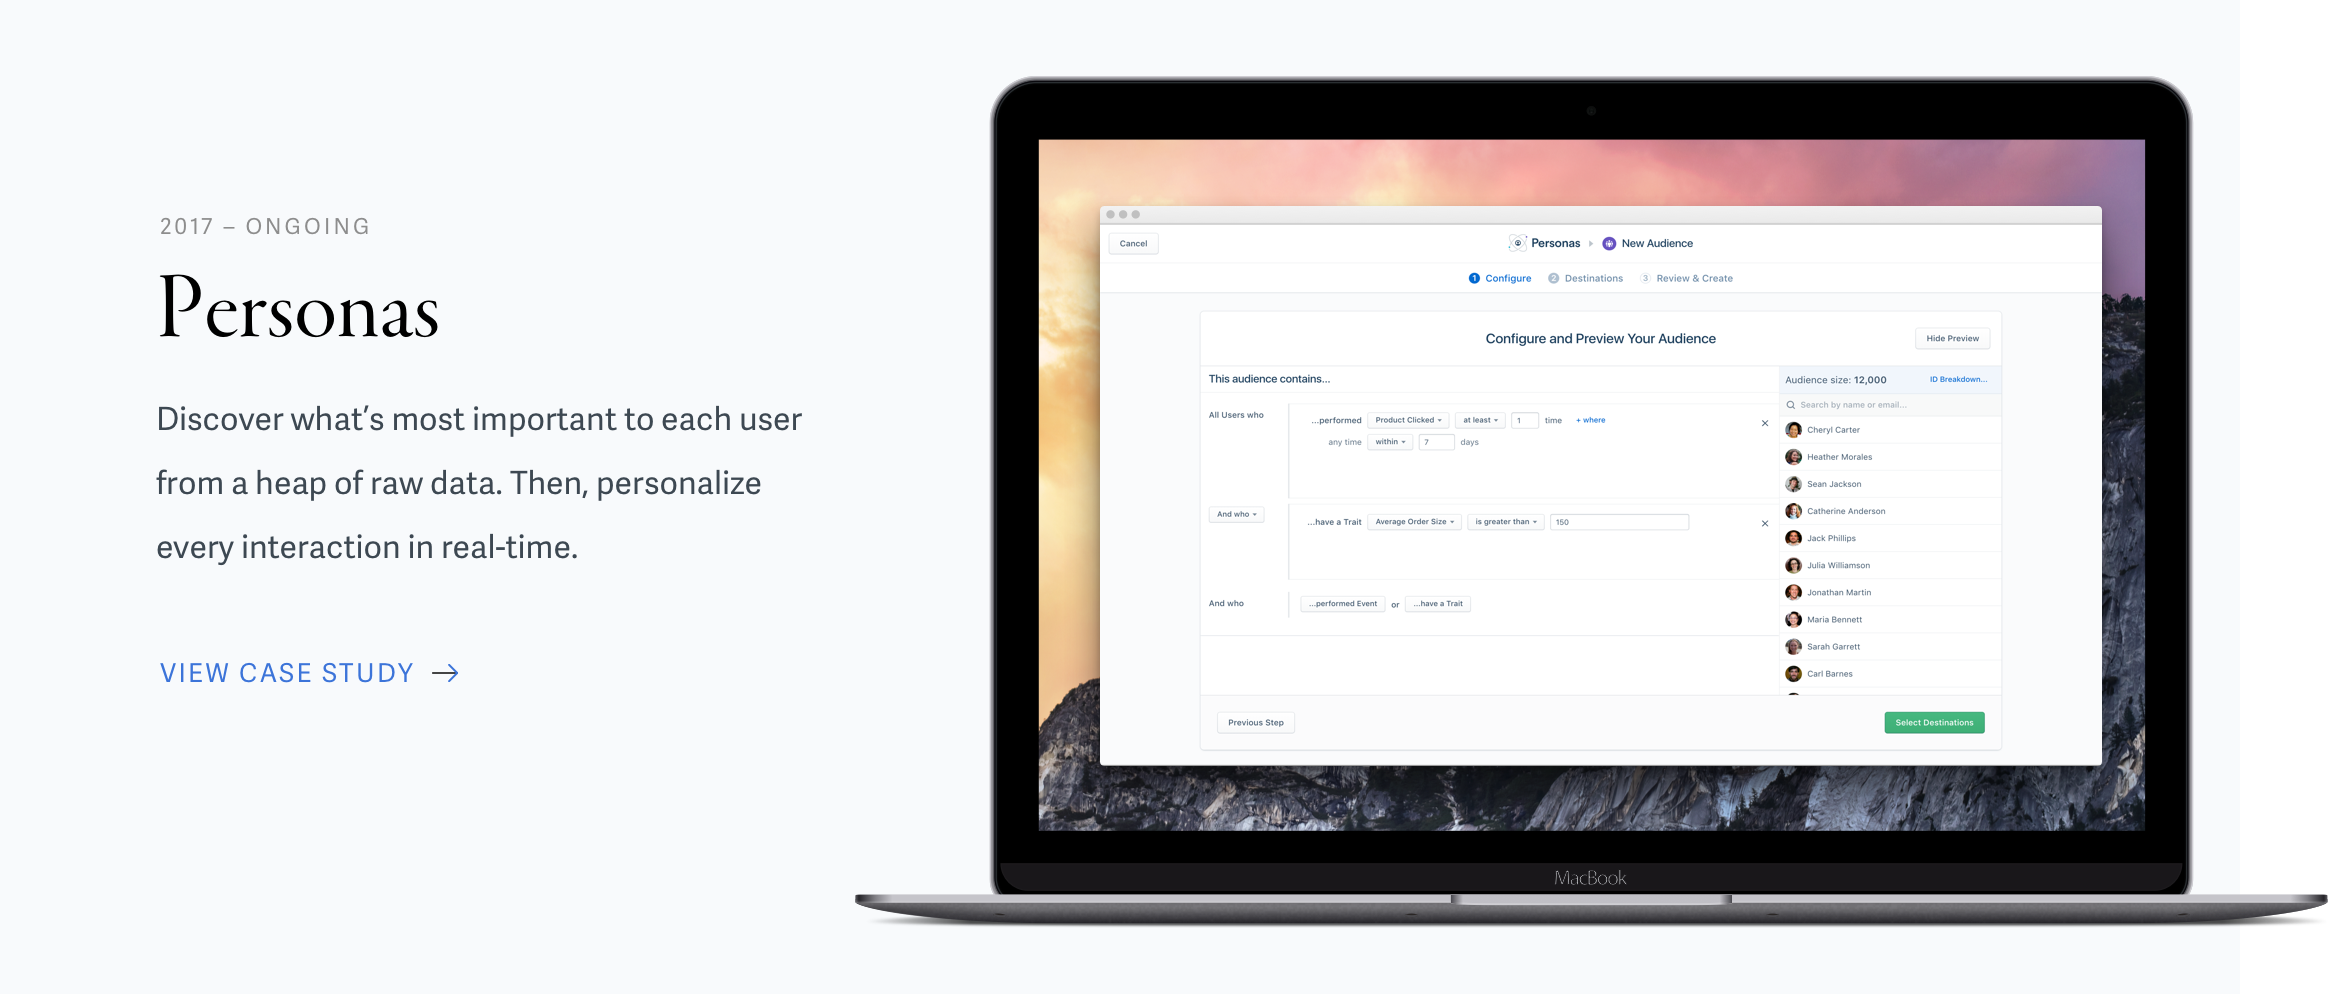 2017 – ONGOING
Personas
Discover what’s most important to each user
from a heap of raw data. Then, personalize
every interaction in real-time.
VIEW CASE STUDY
Cancel
Personas New Audience
1 Configure 2 Destinations 3 Review & Create
Configure and Preview Your Audience
Hide Preview
This audience contains...
All Users who
...performed Product Clicked at least 1 time + where
any time within 7 days
And who
...have a Trait Average Order Size is greater than 150
And who
...performed Event or ...have a Trait
Audience size: 12,000 ID Breakdown...
Search by name or email...
Cheryl Carter
Heather Morales
Sean Jackson
Catherine Anderson
Jack Phillips
Julia Williamson
Jonathan Martin
Maria Bennett
Sarah Garrett
Carl Barnes
Previous Step
Select Destinations
MacBook